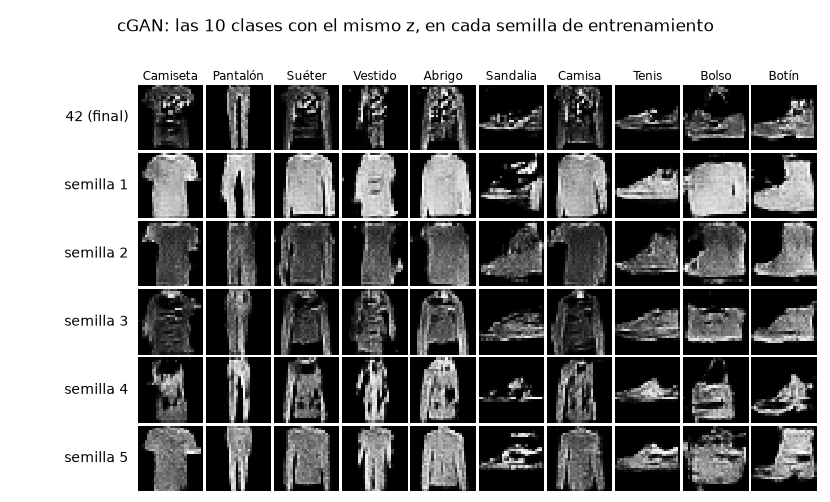 cGAN: las 10 clases con el mismo z, en cada semilla de entrenamiento
Camiseta Pantalón Suéter Vestido Abrigo Sandalia Camisa Tenis Bolso Botín
42 (final)
semilla 1
semilla 2
semilla 3
semilla 4
semilla 5